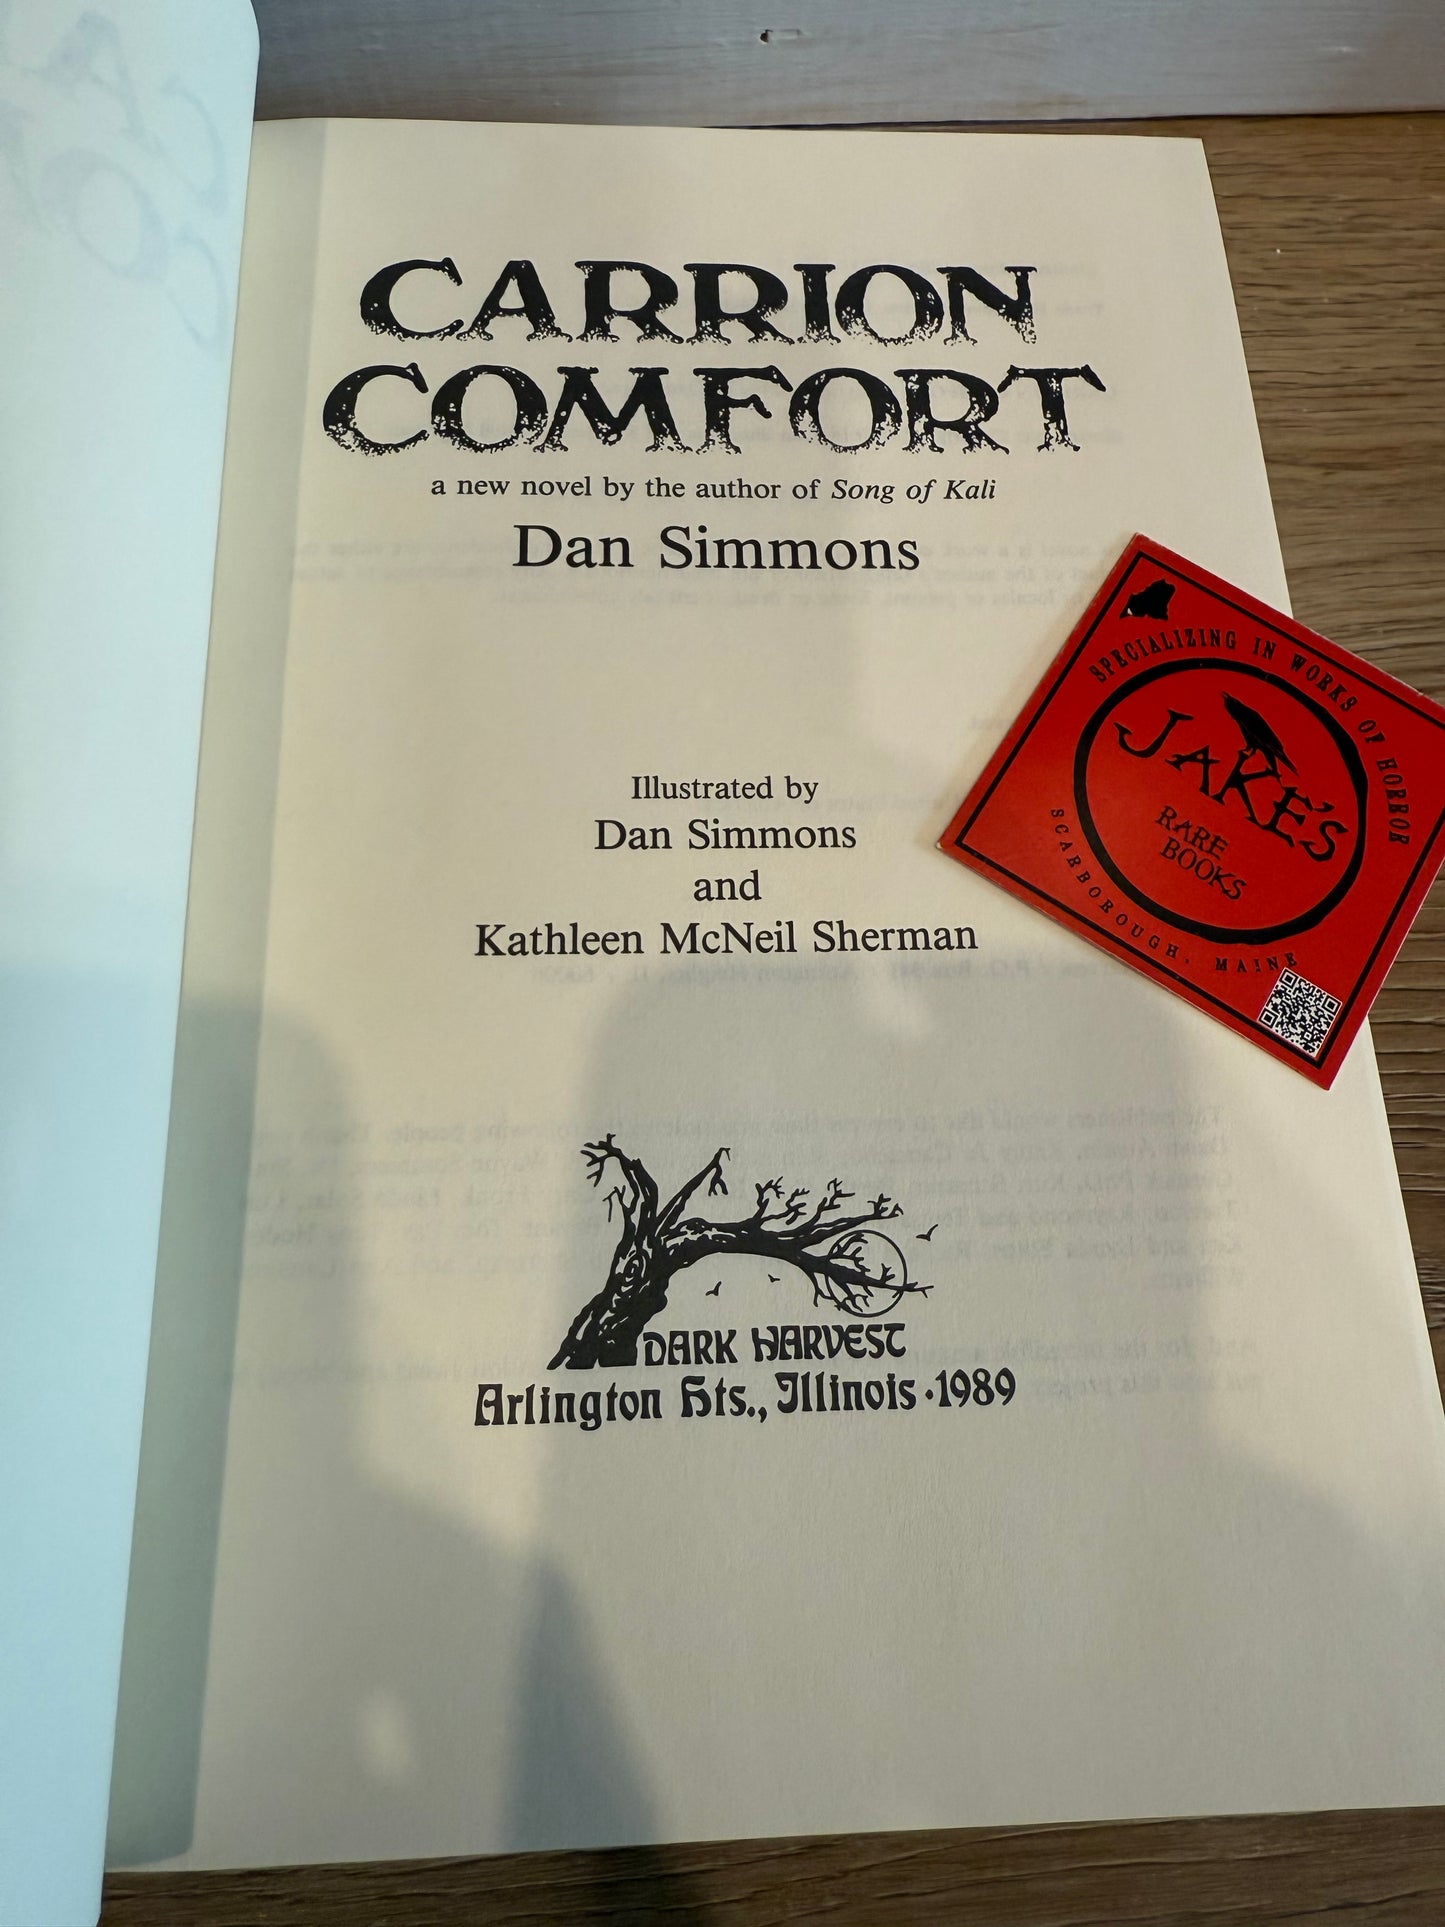 CARRION
COMFORT
a new novel by the author of Song of Kali
Dan Simmons
Illustrated by
Dan Simmons
and
Kathleen McNeil Sherman
DARK HARVEST
Arlington Hts., Illinois · 1989
SPECIALIZING IN WORKS OF HORROR
JAKE'S
RARE
BOOKS
SCARBOROUGH, MAINE